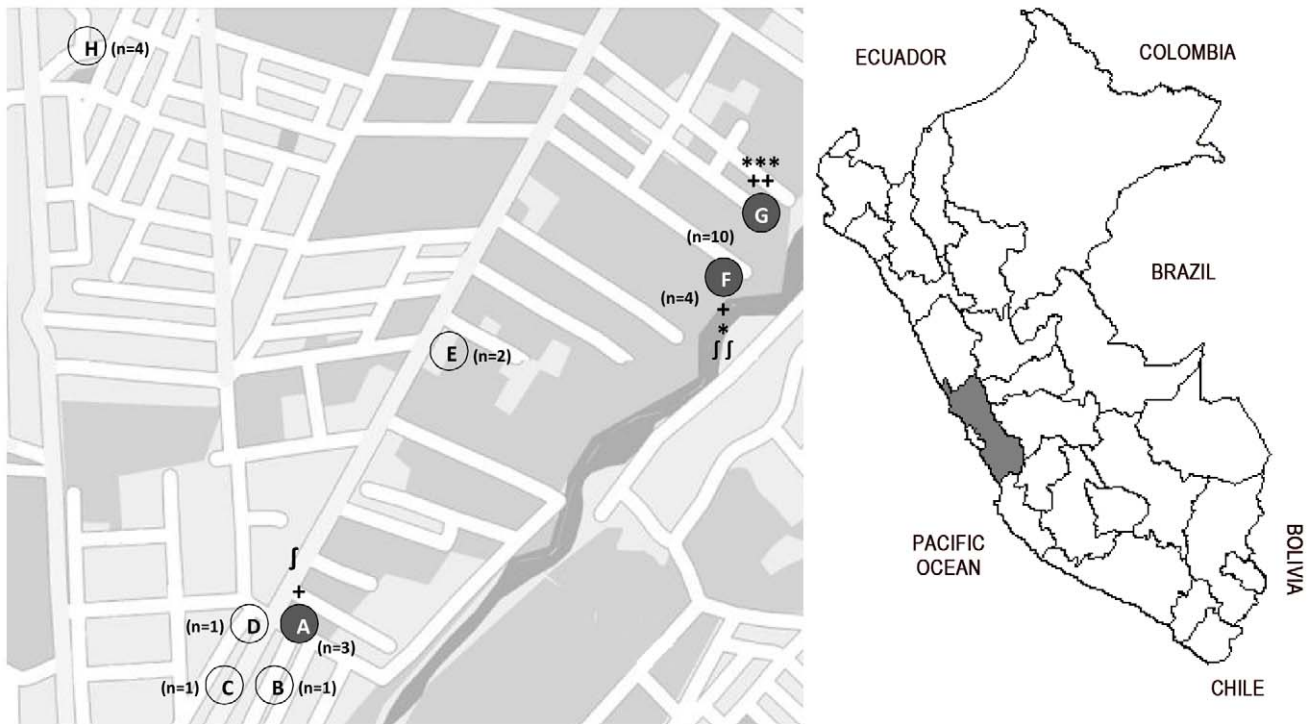 H (n=4)
***
++
G
(n=10)
F
(n=4)
+
*
∫∫
E (n=2)
∫
+
(n=1) D A
(n=3)
(n=1) C B (n=1)
ECUADOR
COLOMBIA
BRAZIL
PACIFIC
OCEAN
BOLIVIA
CHILE